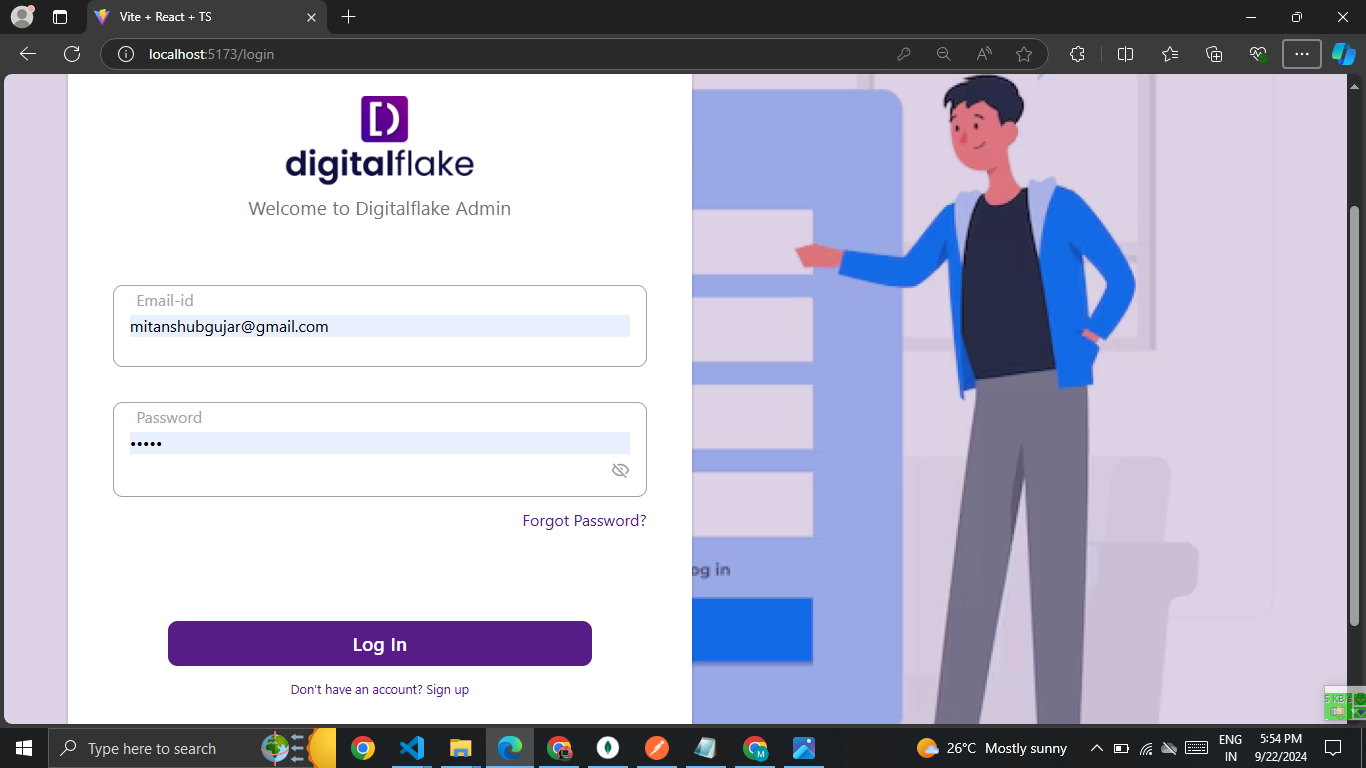 Vite + React + TS
localhost:5173/login
digitalflake
Welcome to Digitalflake Admin
Email-id
mitanshubgujar@gmail.com
Password
•••••
Forgot Password?
og in
Log In
Don't have an account? Sign up
5 KB/s
Type here to search
26°C Mostly sunny
ENG
IN
5:54 PM
9/22/2024